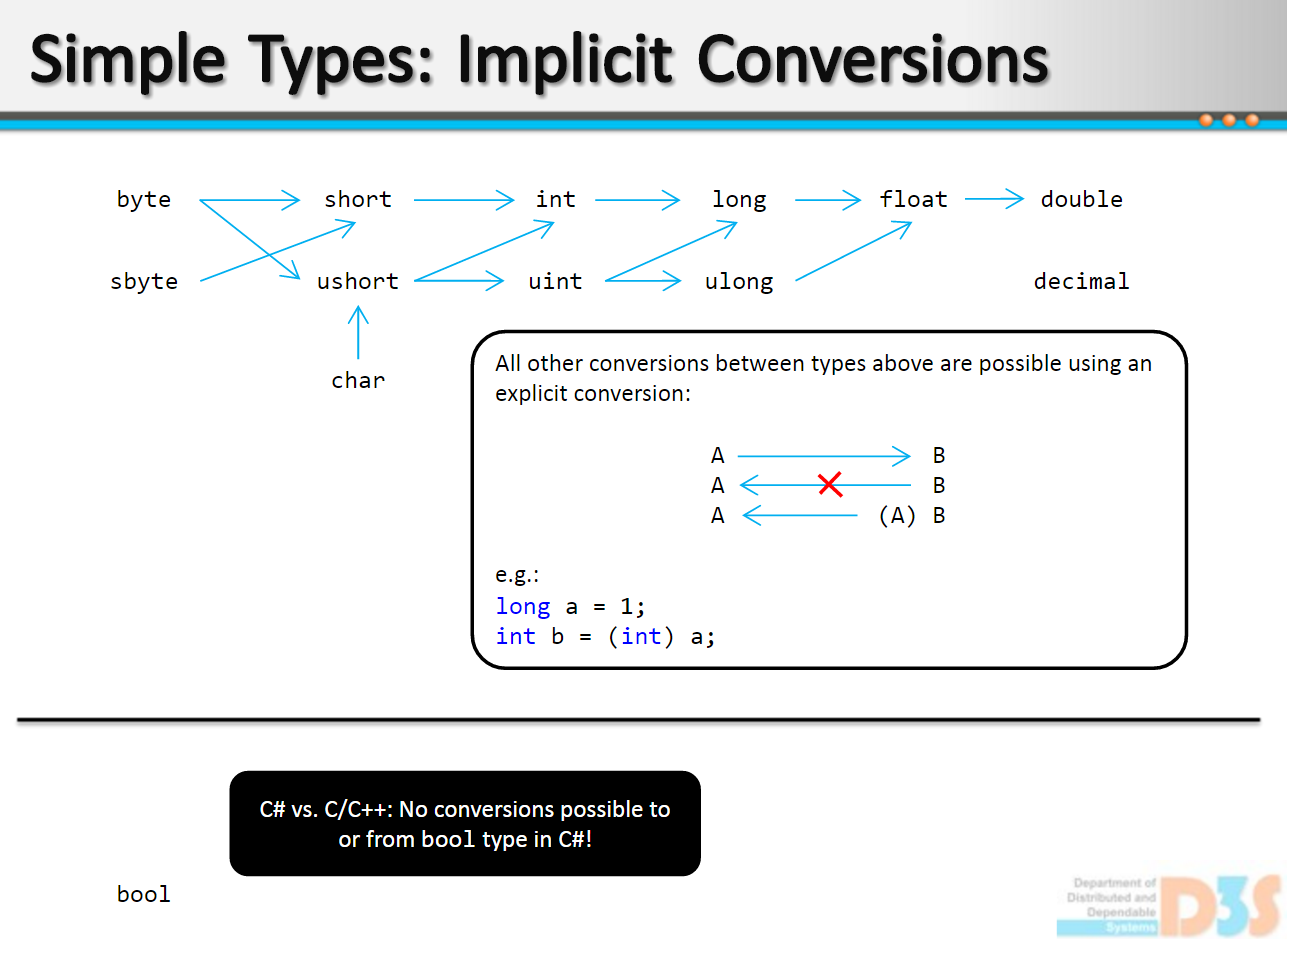 Simple Types: Implicit Conversions
byte short int long float double
sbyte ushort uint ulong decimal
char
All other conversions between types above are possible using an
explicit conversion:
A B
A B
A (A) B
e.g.:
long a = 1;
int b = (int) a;
C# vs. C/C++: No conversions possible to
or from bool type in C#!
bool
Department of
Distributed and
Dependable
Systems
D3S